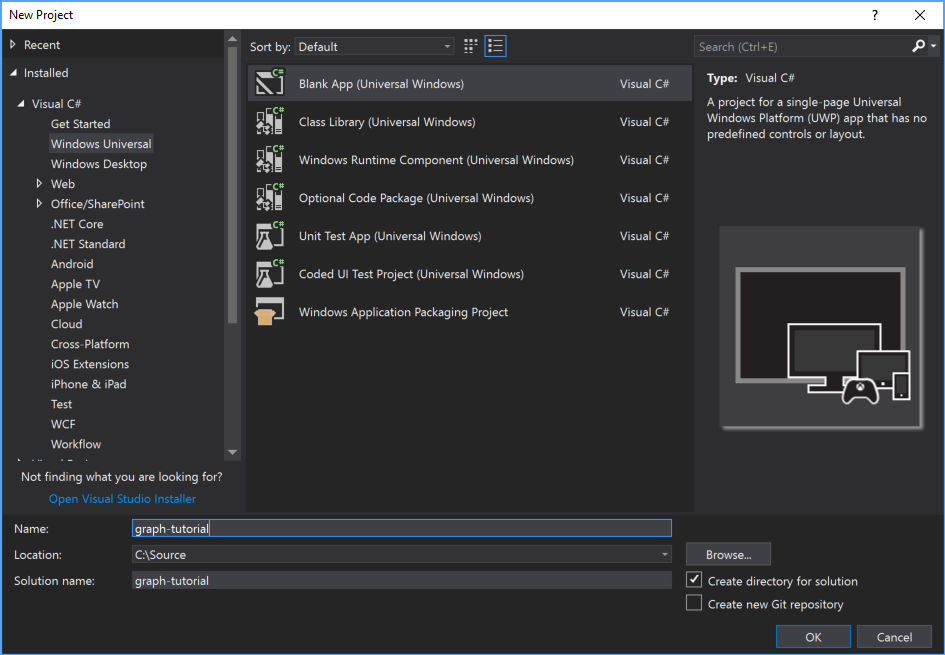 New Project
?
Recent
Installed
Visual C#
Get Started
Windows Universal
Windows Desktop
Web
Office/SharePoint
.NET Core
.NET Standard
Android
Apple TV
Apple Watch
Cloud
Cross-Platform
iOS Extensions
iPhone & iPad
Test
WCF
Workflow
Not finding what you are looking for?
Open Visual Studio Installer
Sort by: Default
C# Blank App (Universal Windows) Visual C#
C# Class Library (Universal Windows) Visual C#
C# Windows Runtime Component (Universal Windows) Visual C#
C# Optional Code Package (Universal Windows) Visual C#
C# Unit Test App (Universal Windows) Visual C#
C# Coded UI Test Project (Universal Windows) Visual C#
Windows Application Packaging Project Visual C#
Search (Ctrl+E)
Type: Visual C#
A project for a single-page Universal
Windows Platform (UWP) app that has no
predefined controls or layout.
Name: graph-tutorial
Location: C:\Source
Browse...
Solution name: graph-tutorial
Create directory for solution
Create new Git repository
OK
Cancel